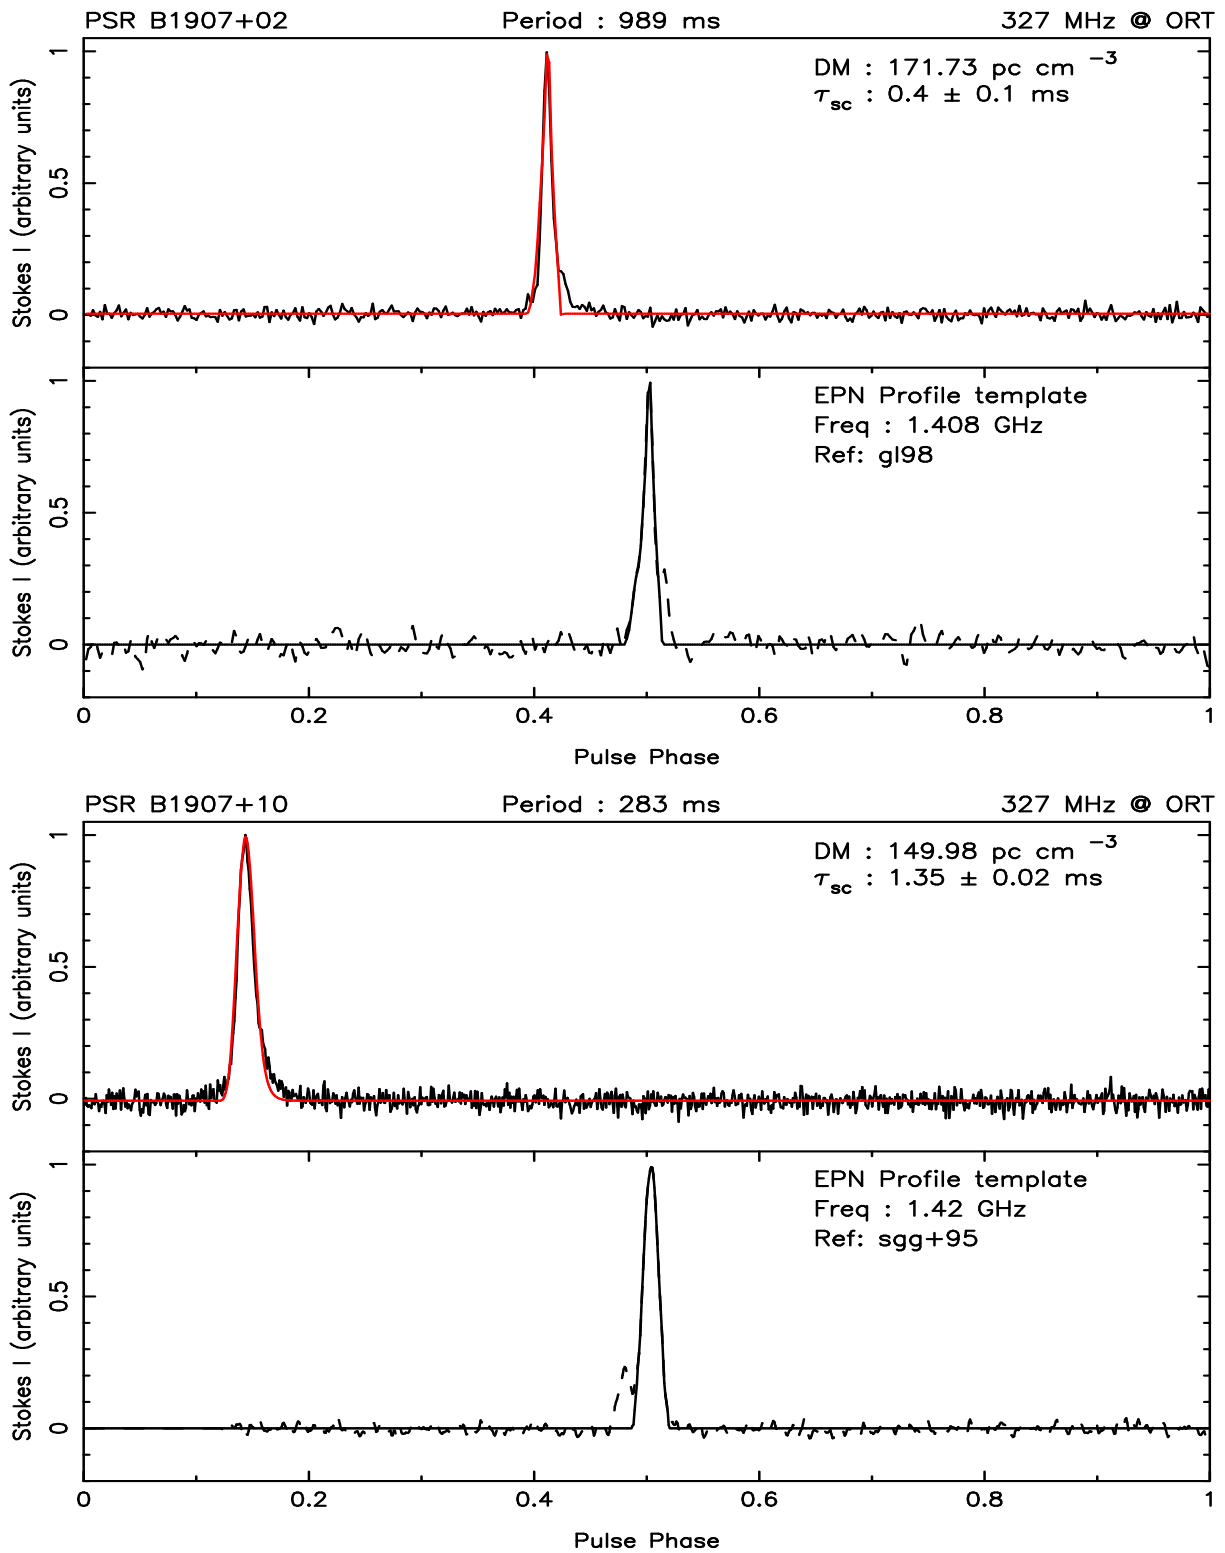 PSR B1907+02 Period : 989 ms 327 MHz @ ORT
DM : 171.73 pc cm −3
τsc : 0.4 ± 0.1 ms
Stokes I (arbitrary units)
1
0.5
0
EPN Profile template
Freq : 1.408 GHz
Ref: gl98
Stokes I (arbitrary units)
1
0.5
0
0 0.2 0.4 0.6 0.8 1
Pulse Phase
PSR B1907+10 Period : 283 ms 327 MHz @ ORT
DM : 149.98 pc cm −3
τsc : 1.35 ± 0.02 ms
Stokes I (arbitrary units)
1
0.5
0
EPN Profile template
Freq : 1.42 GHz
Ref: sgg+95
Stokes I (arbitrary units)
1
0.5
0
0 0.2 0.4 0.6 0.8 1
Pulse Phase